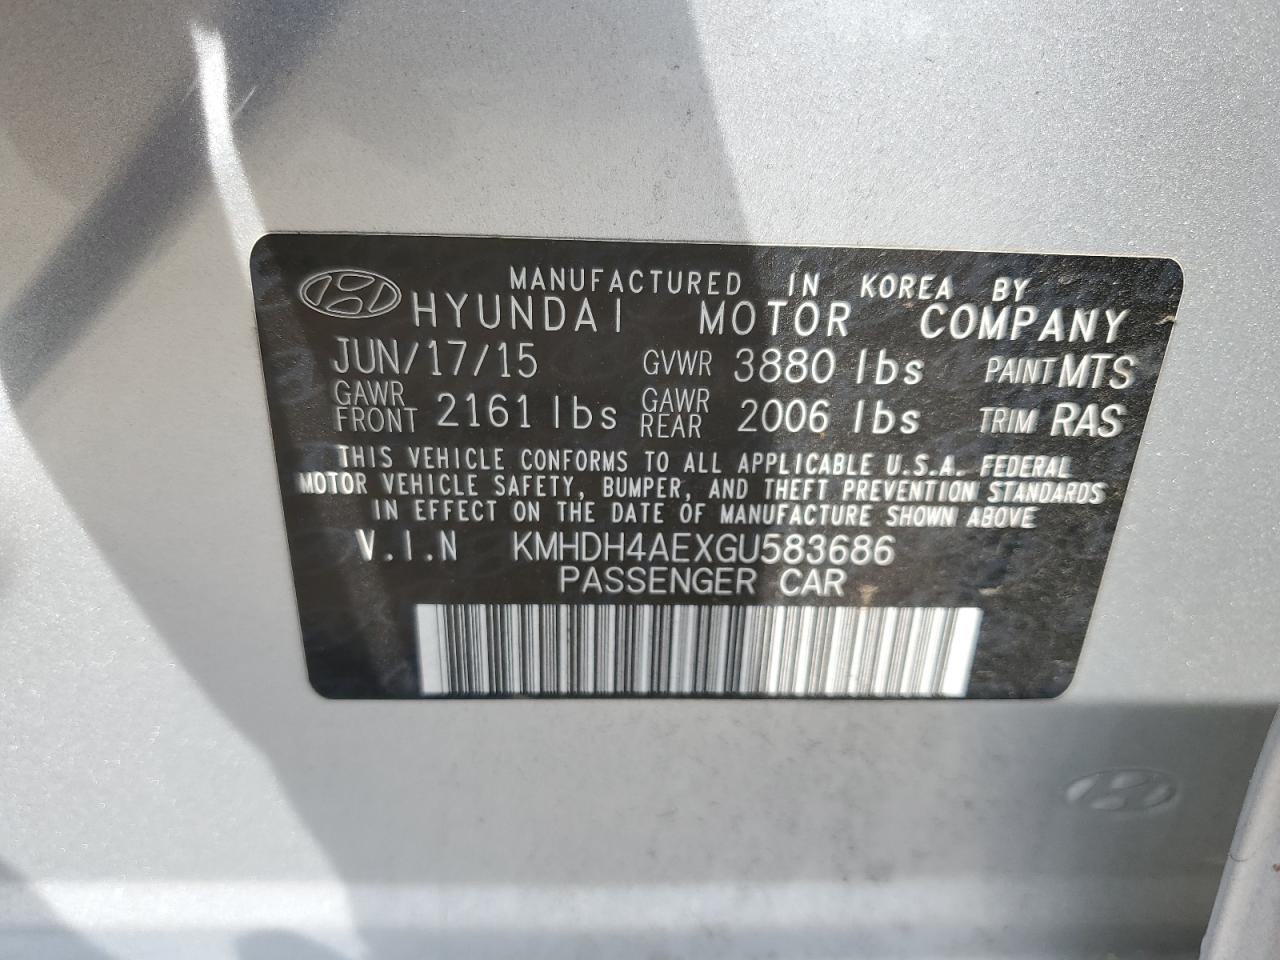 MANUFACTURED IN KOREA BY
HYUNDAI MOTOR COMPANY
JUN/17/15 GVWR 3880 lbs PAINT MTS
GAWR FRONT 2161 lbs GAWR REAR 2006 lbs TRIM RAS
THIS VEHICLE CONFORMS TO ALL APPLICABLE U.S.A. FEDERAL
MOTOR VEHICLE SAFETY, BUMPER, AND THEFT PREVENTION STANDARDS
IN EFFECT ON THE DATE OF MANUFACTURE SHOWN ABOVE
V.I.N KMHDH4AEXGU583686
PASSENGER CAR